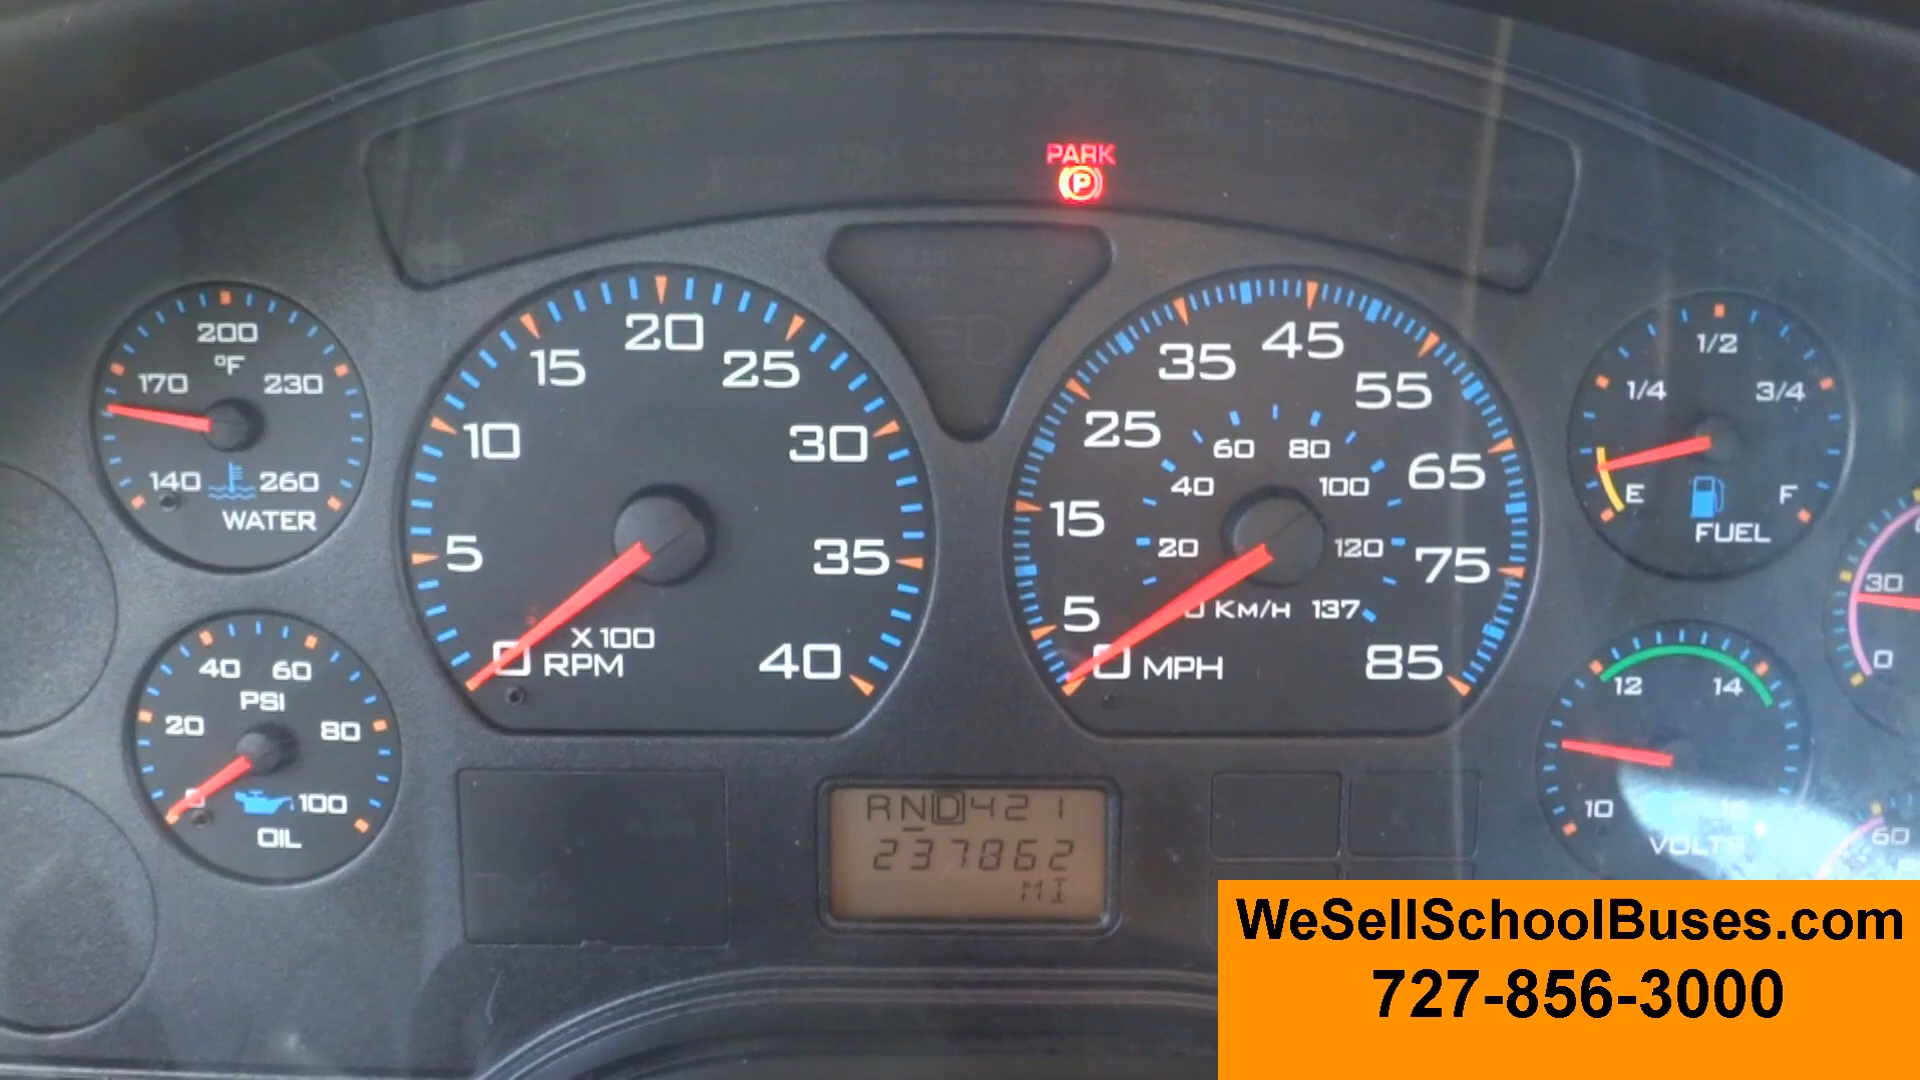 PARK
P
200
°F
170
230
140
260
WATER
20
15
25
10
30
5
35
0
40
X 100
RPM
45
35
55
25
65
15
75
5
85
0
MPH
60
80
40
100
20
120
KM/H
137
1/2
1/4
3/4
E
F
FUEL
30
0
40
60
PSI
20
80
0
100
OIL
12
14
10
VOLTS
60
RND421
237862
MI
WeSellSchoolBuses.com
727-856-3000